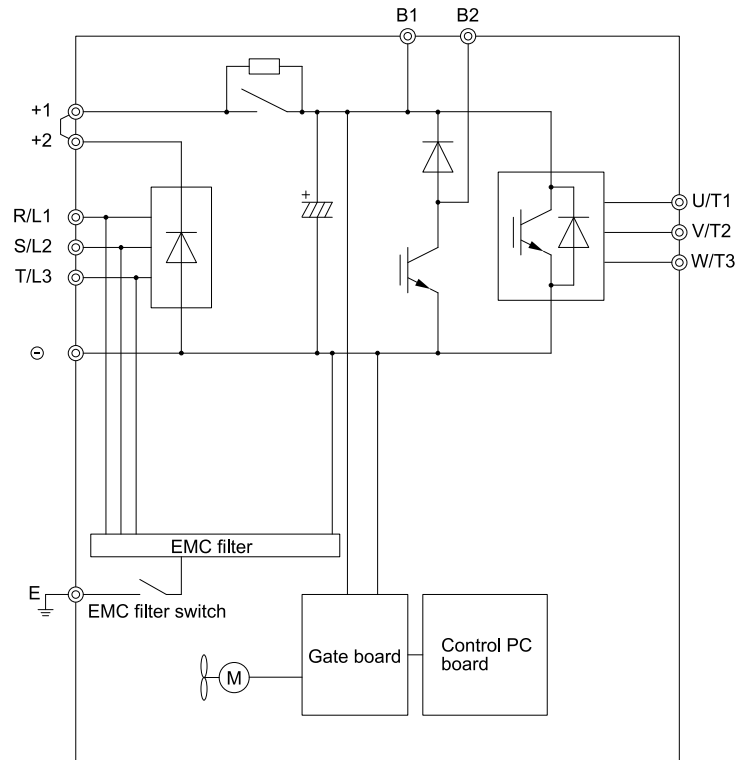 B1
B2
+1
+2
R/L1
S/L2
T/L3
⊖
+
U/T1
V/T2
W/T3
EMC filter
E
EMC filter switch
Gate board
Control PC
board
M